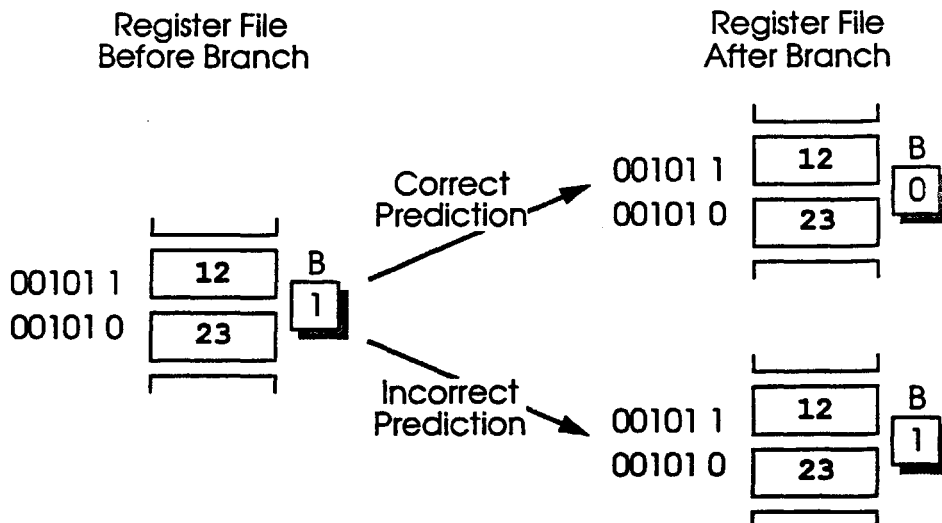 Register File
Before Branch
00101 1
12
00101 0
23
B
1
Correct
Prediction
Incorrect
Prediction
Register File
After Branch
00101 1
12
00101 0
23
B
0
00101 1
12
00101 0
23
B
1